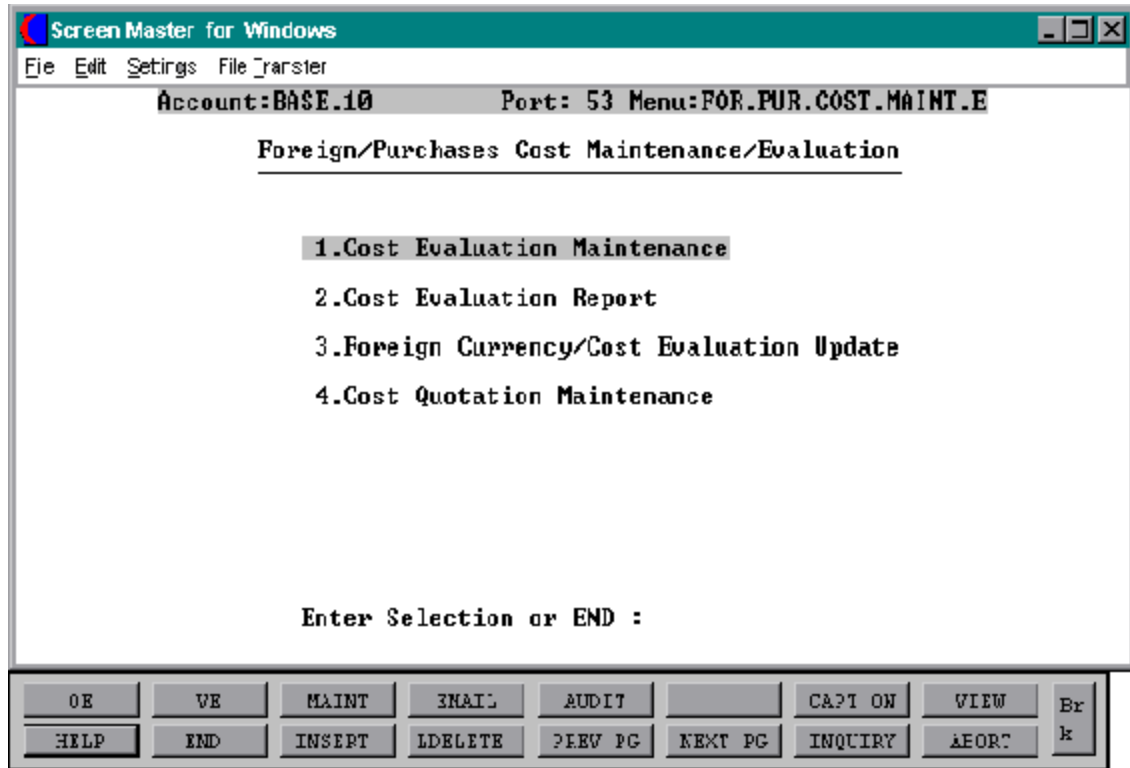 Screen Master for Windows
File Edit Settings File Transfer
Account:BASE.10 Port: 53 Menu:FOR.PUR.COST.MAINT.E
Foreign/Purchases Cost Maintenance/Evaluation
1.Cost Evaluation Maintenance
2.Cost Evaluation Report
3.Foreign Currency/Cost Evaluation Update
4.Cost Quotation Maintenance
Enter Selection or END :
OE VE MAINT EMAIL AUDIT CAPTION VIEW Brk
HELP END INSERT LDELETE PREV PG NEXT PG INQUIRY ABORT